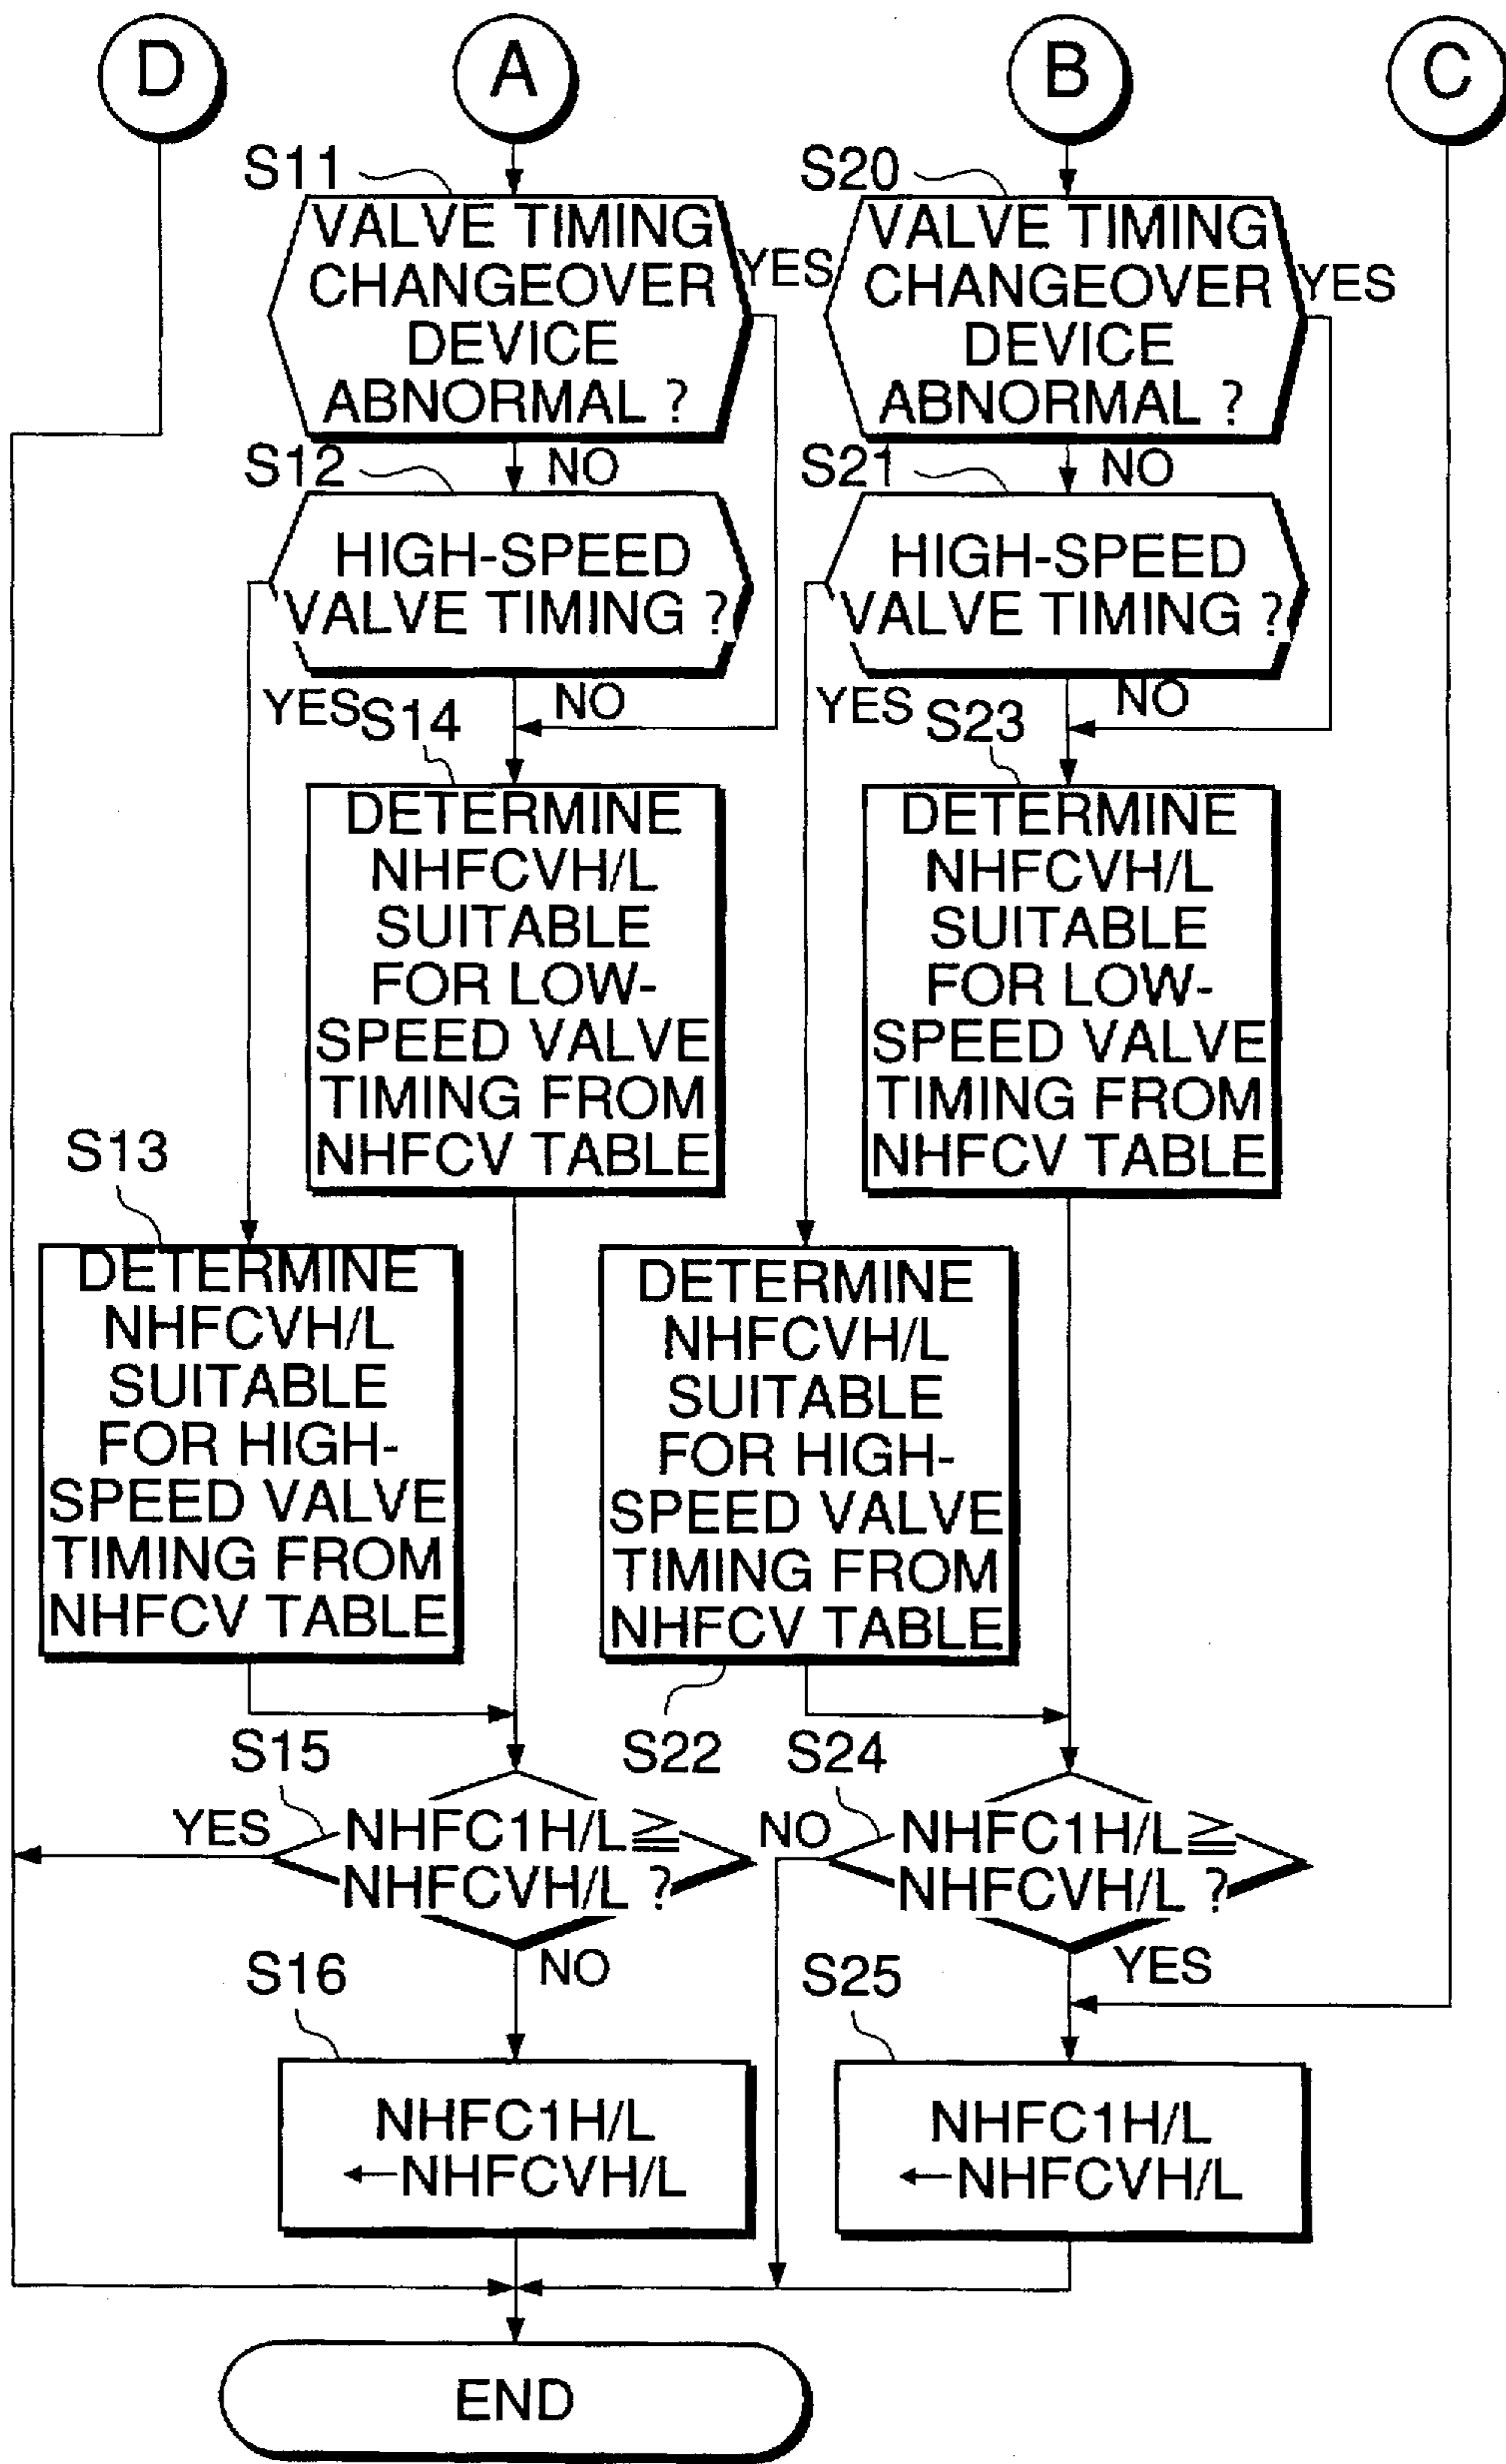 D
A
B
C
S11
VALVE TIMING
CHANGEOVER
DEVICE
ABNORMAL ?
YES
S20
VALVE TIMING
CHANGEOVER
DEVICE
ABNORMAL ?
YES
S12
NO
HIGH-SPEED
VALVE TIMING ?
S21
NO
HIGH-SPEED
VALVE TIMING ?
YES
S14
NO
DETERMINE
NHFCVH/L
SUITABLE
FOR LOW-
SPEED VALVE
TIMING FROM
NHFCV TABLE
YES
S23
NO
DETERMINE
NHFCVH/L
SUITABLE
FOR LOW-
SPEED VALVE
TIMING FROM
NHFCV TABLE
S13
DETERMINE
NHFCVH/L
SUITABLE
FOR HIGH-
SPEED VALVE
TIMING FROM
NHFCV TABLE
DETERMINE
NHFCVH/L
SUITABLE
FOR HIGH-
SPEED VALVE
TIMING FROM
NHFCV TABLE
S22
S15
YES
NHFC1H/L≧
NHFCVH/L ?
NO
S24
NO
NHFC1H/L≧
NHFCVH/L ?
YES
S16
NHFC1H/L
←NHFCVH/L
S25
NHFC1H/L
←NHFCVH/L
END